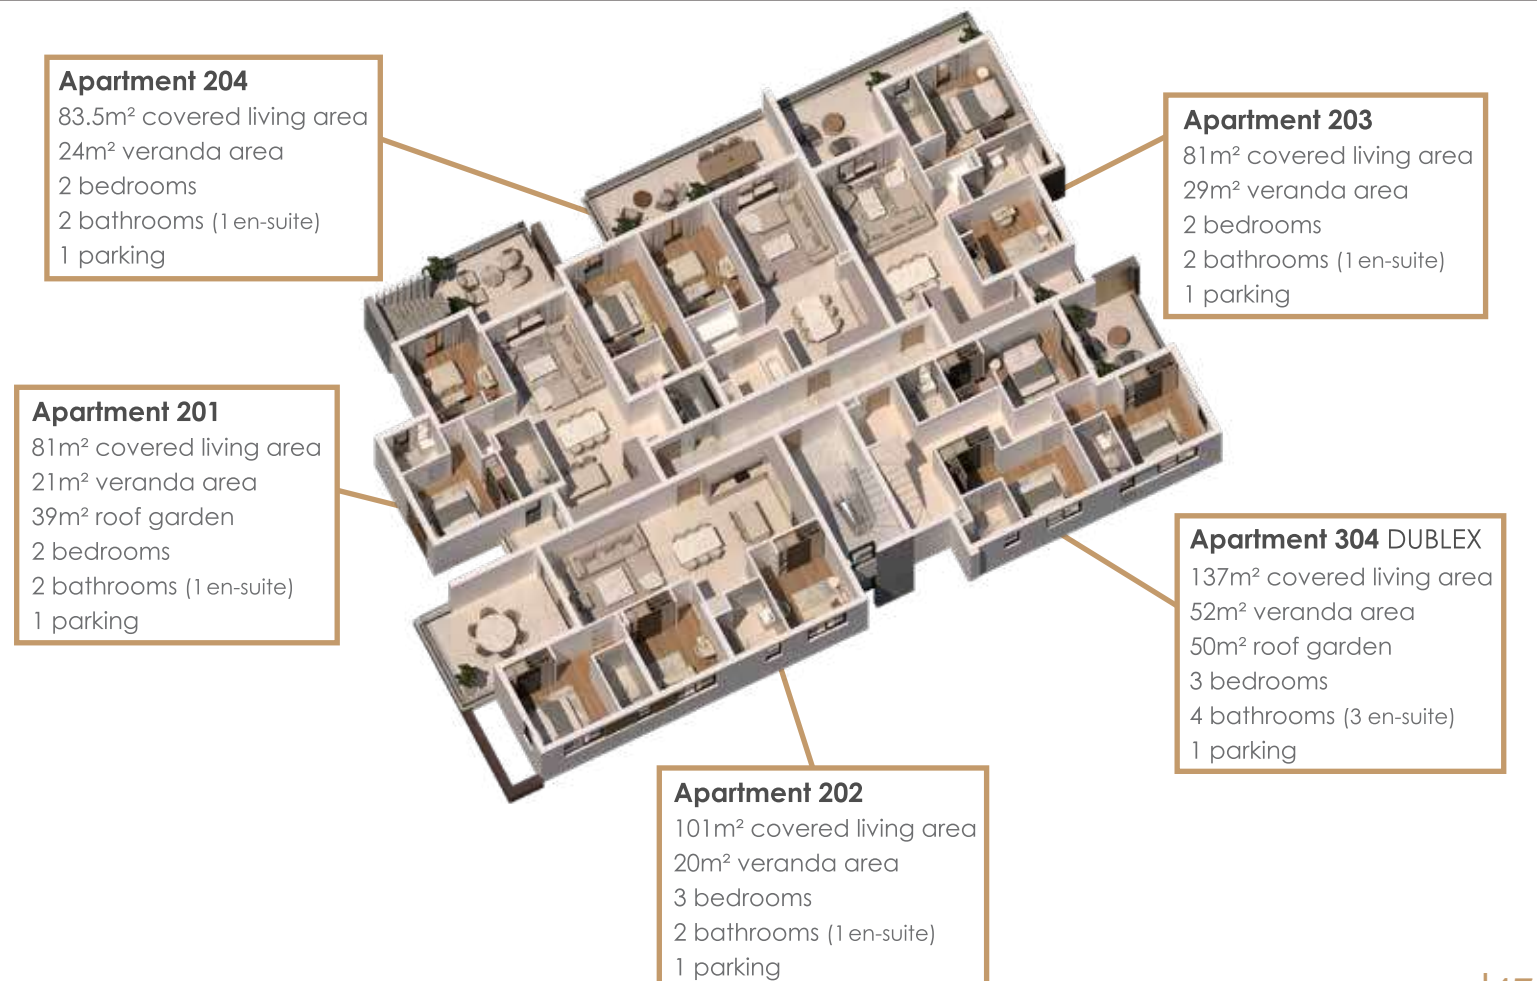 Apartment 204
83.5m² covered living area
24m² veranda area
2 bedrooms
2 bathrooms (1 en-suite)
1 parking
Apartment 203
81m² covered living area
29m² veranda area
2 bedrooms
2 bathrooms (1 en-suite)
1 parking
Apartment 201
81m² covered living area
21m² veranda area
39m² roof garden
2 bedrooms
2 bathrooms (1 en-suite)
1 parking
Apartment 304 DUBLEX
137m² covered living area
52m² veranda area
50m² roof garden
3 bedrooms
4 bathrooms (3 en-suite)
1 parking
Apartment 202
101m² covered living area
20m² veranda area
3 bedrooms
2 bathrooms (1 en-suite)
1 parking